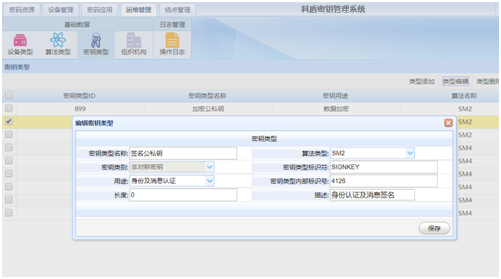 密码资源 设备管理 密码应用 运维管理 站点管理
科盾密钥管理系统
基础数据 日志管理
设备类型 算法类型 密钥类型 组织机构 操作日志
密钥类型
类型添加 类型编辑 类型删除
密钥类型ID 密钥类型名称 密钥用途 算法名称
899 加密公私钥 数据加密 SM2
SM2
编辑密钥类型
SM2
密钥类型
SM4
密钥类型名称: 签名公私钥 算法类型: SM2
SM4
密钥类别: 非对称密钥 密钥类型标识符: SIGNKEY
SM4
用途: 身份及消息认证 密钥类型内部标识号: 4126
SM4
长度: 0 描述: 身份认证及消息签名
SM4
保存
SM4